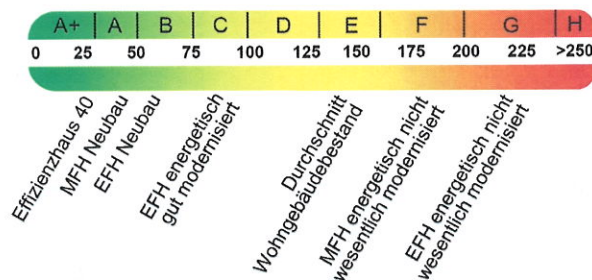 A+ A B C D E F G H
0 25 50 75 100 125 150 175 200 225 >250
Effizienzhaus 40
MFH Neubau
EFH Neubau
EFH energetisch
gut modernisiert
Durchschnitt
Wohngebäudebestand
MFH energetisch nicht
wesentlich modernisiert
EFH energetisch nicht
wesentlich modernisiert